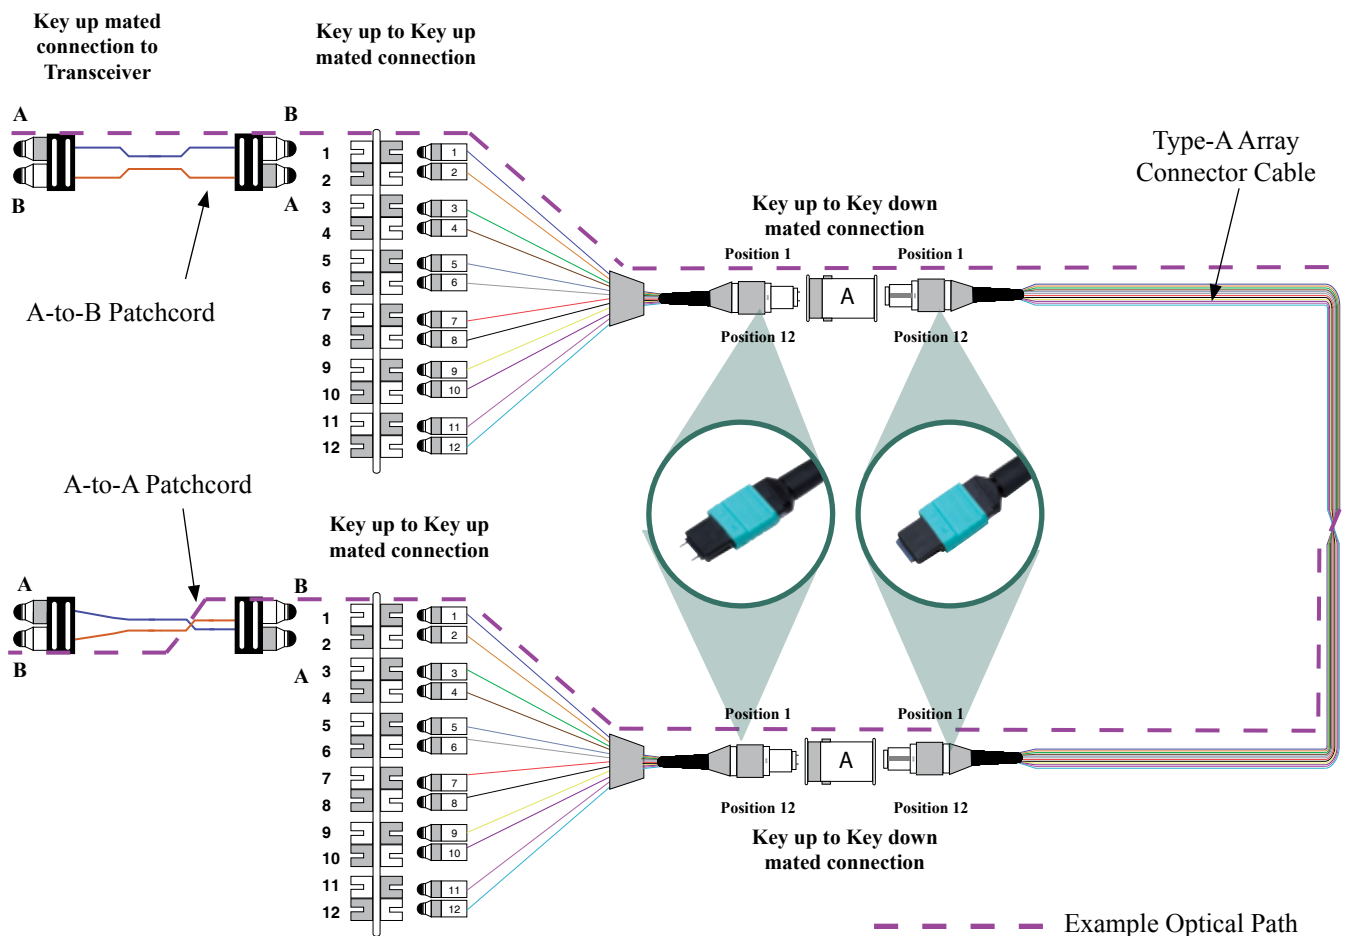 Key up mated
connection to
Transceiver
Key up to Key up
mated connection
A
B
B
A
A-to-B Patchcord
1
2
3
4
5
6
7
8
9
10
11
12
1
2
3
4
5
6
7
8
9
10
11
12
Key up to Key down
mated connection
Position 1
Position 1
A
Position 12
Position 12
Type-A Array
Connector Cable
A-to-A Patchcord
Key up to Key up
mated connection
A
B
B
A
1
2
3
4
5
6
7
8
9
10
11
12
1
2
3
4
5
6
7
8
9
10
11
12
Position 1
Position 1
A
Position 12
Position 12
Key up to Key down
mated connection
Example Optical Path